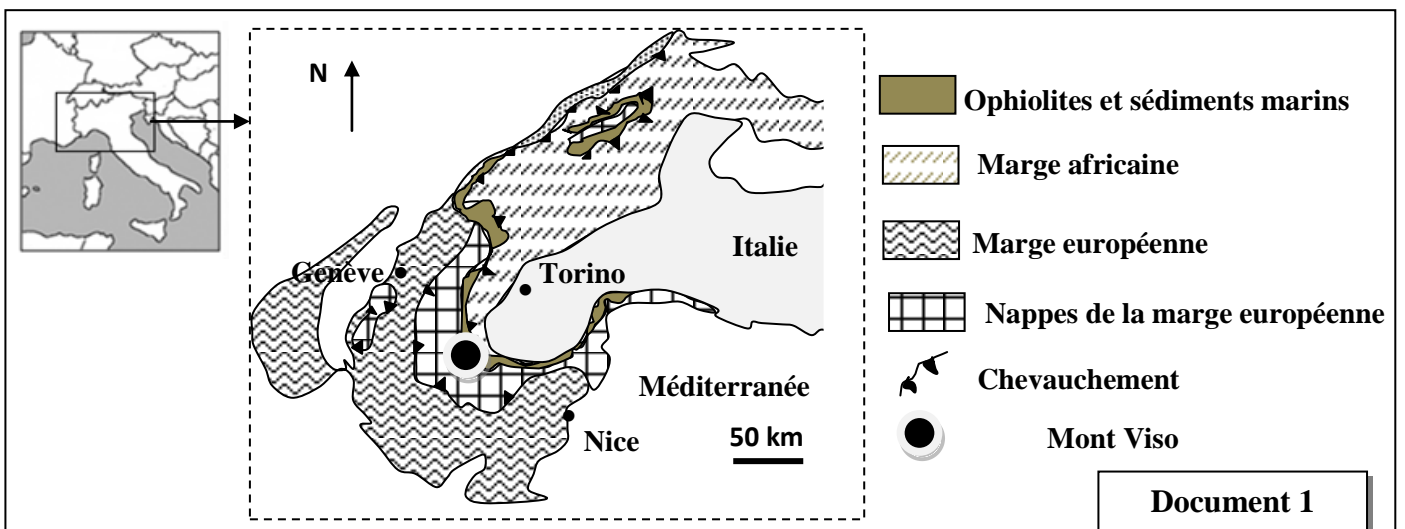 N
Ophiolites et sédiments marins
Marge africaine
Marge européenne
Nappes de la marge européenne
Chevauchement
Mont Viso
Italie
Genève
Torino
Méditerranée
Nice
50 km
Document 1